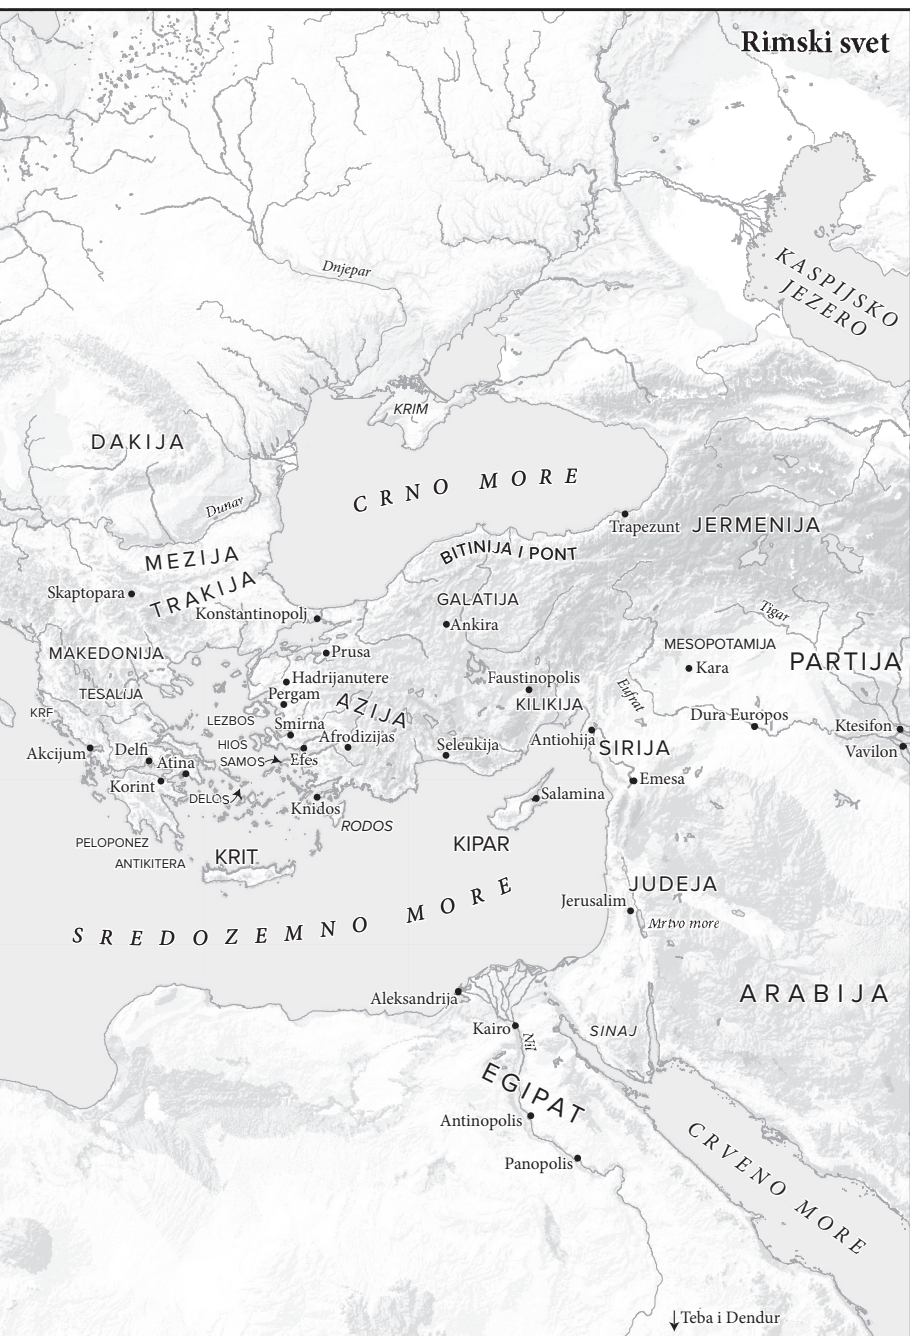 Rimski svet
Dnjepar
KASPIJSKO
JEZERO
KRIM
DAKIJA
CRNO MORE
Dunav
Trapezunt
JERMENIJA
MEZIJA
BITINIJA I PONT
Skaptopara
TRAKIJA
GALATIJA
Konstantinopolj
Ankira
Tigar
MAKEDONIJA
Prusa
MESOPOTAMIJA
PARTIJA
Kara
TESALIJA
Hadrijanutere
Faustinopolis
Pergam
KILIKIJA
Eufrat
AZIJA
KRF
LEZBOS
Smirna
Dura Europos
Ktesifon
Akcijum
Delfi
HIOS
Afrodizijas
Seleukija
Antiohija
SIRIJA
Vavilon
Atina
SAMOS
Efes
Emesa
Korint
DELOS
Knidos
Salamina
RODOS
PELOPONEZ
KIPAR
ANTIKITERA
KRIT
JUDEJA
SREDOZEMNO MORE
Jerusalim
Mrtvo more
ARABIJA
Aleksandrija
Kairo
Nil
SINAJ
EGIPAT
Antinopolis
CRVENO MORE
Panopolis
Teba i Dendur